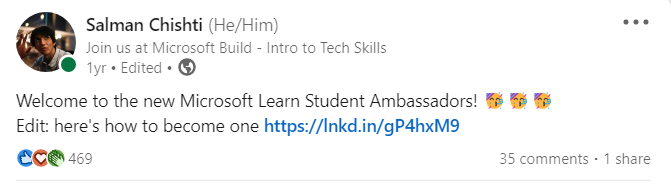 Salman Chishti (He/Him)
Join us at Microsoft Build - Intro to Tech Skills
1yr • Edited •
Welcome to the new Microsoft Learn Student Ambassadors! 🥳 🥳 🥳
Edit: here's how to become one https://lnkd.in/gP4hxM9
469
35 comments • 1 share